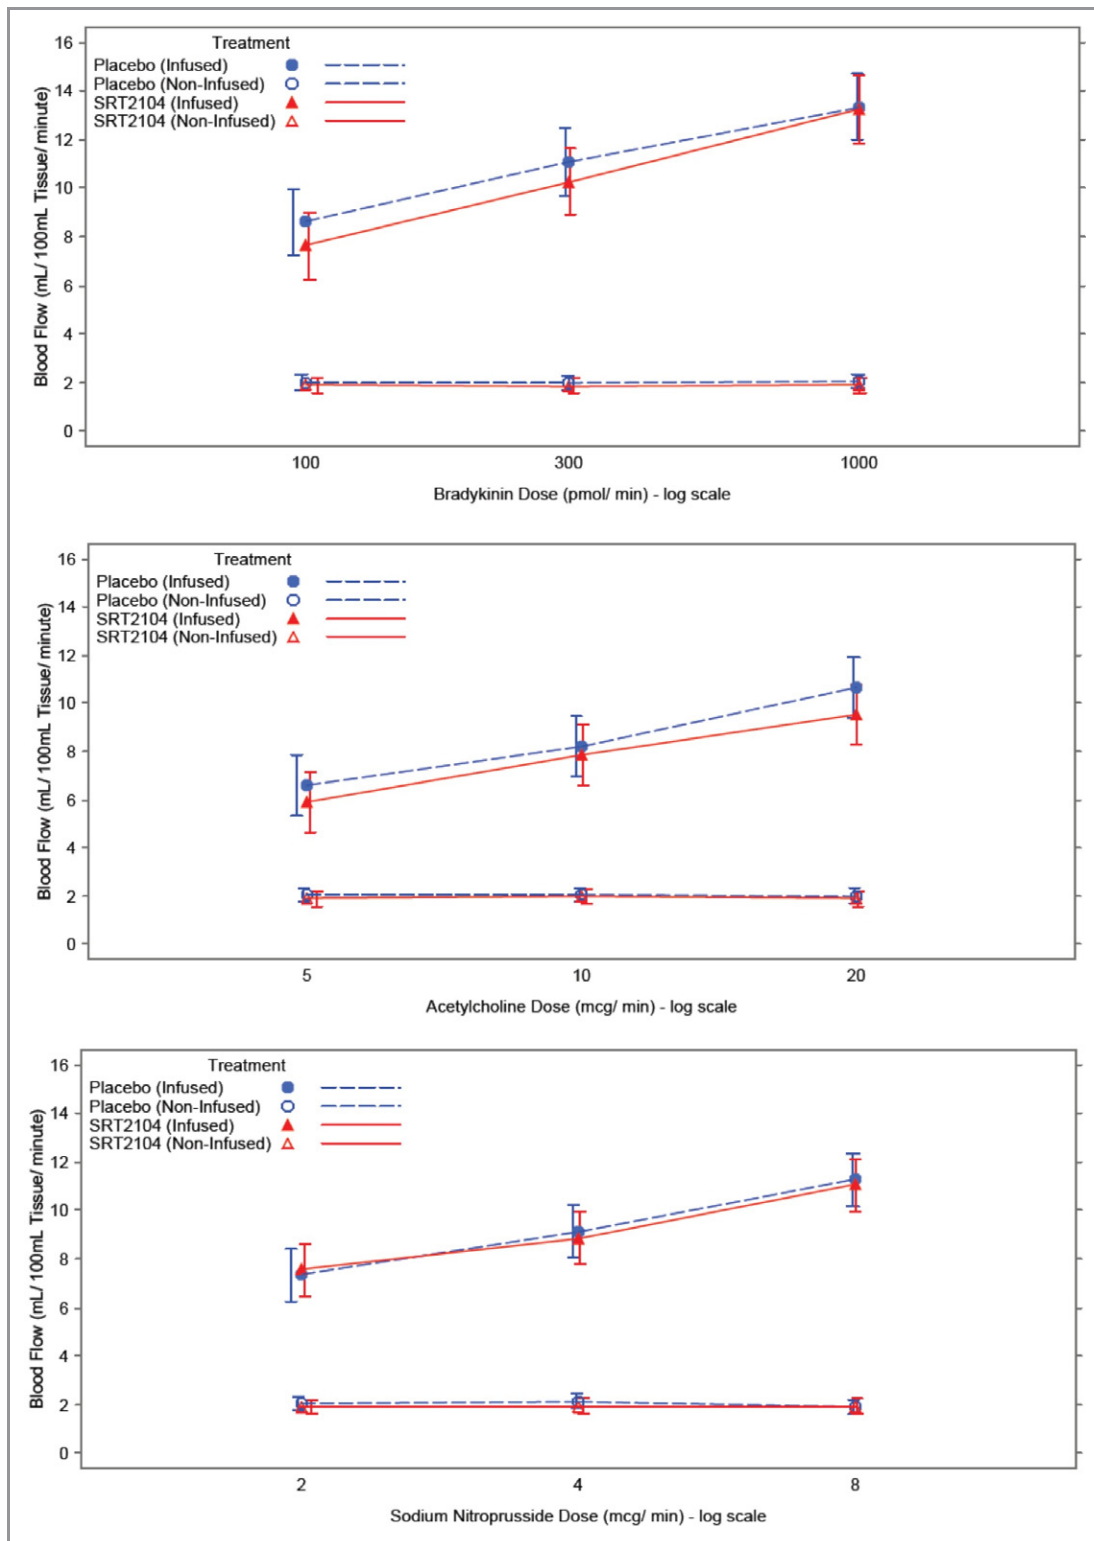 Blood Flow (mL/ 100mL Tissue/ minute)
16
14
12
10
8
6
4
2
0
Treatment
Placebo (Infused)
Placebo (Non-Infused)
SRT2104 (Infused)
SRT2104 (Non-Infused)
100 300 1000
Bradykinin Dose (pmol/ min) - log scale
Blood Flow (mL/ 100mL Tissue/ minute)
16
14
12
10
8
6
4
2
0
Treatment
Placebo (Infused)
Placebo (Non-Infused)
SRT2104 (Infused)
SRT2104 (Non-Infused)
5 10 20
Acetylcholine Dose (mcg/ min) - log scale
Blood Flow (mL/ 100mL Tissue/ minute)
16
14
12
10
8
6
4
2
0
Treatment
Placebo (Infused)
Placebo (Non-Infused)
SRT2104 (Infused)
SRT2104 (Non-Infused)
2 4 8
Sodium Nitroprusside Dose (mcg/ min) - log scale